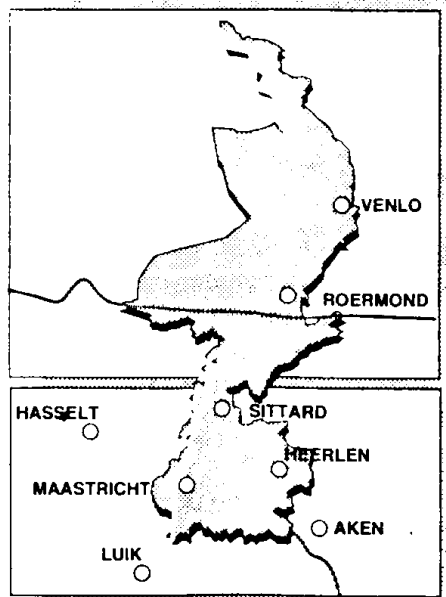 VENLO
ROERMOND
HASSELT
SITTARD
HEERLEN
MAASTRICHT
AKEN
LUIK